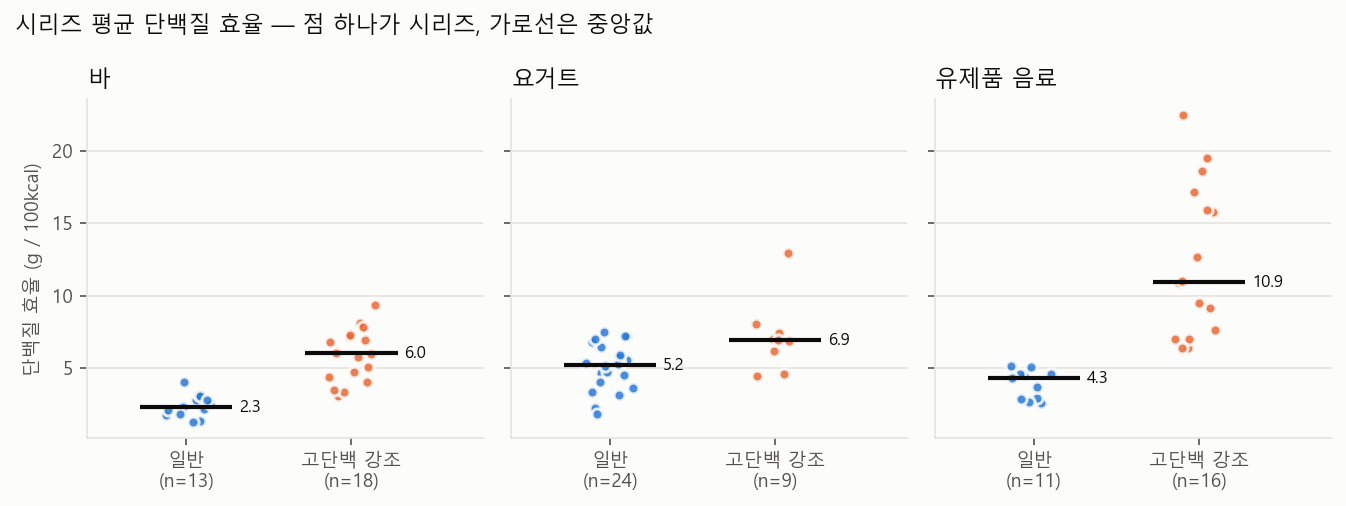 시리즈 평균 단백질 효율 — 점 하나가 시리즈, 가로선은 중앙값
바
요거트
유제품 음료
단백질 효율 (g / 100kcal)
20
15
10
5
2.3
6.0
5.2
6.9
4.3
10.9
일반
(n=13)
고단백 강조
(n=18)
일반
(n=24)
고단백 강조
(n=9)
일반
(n=11)
고단백 강조
(n=16)